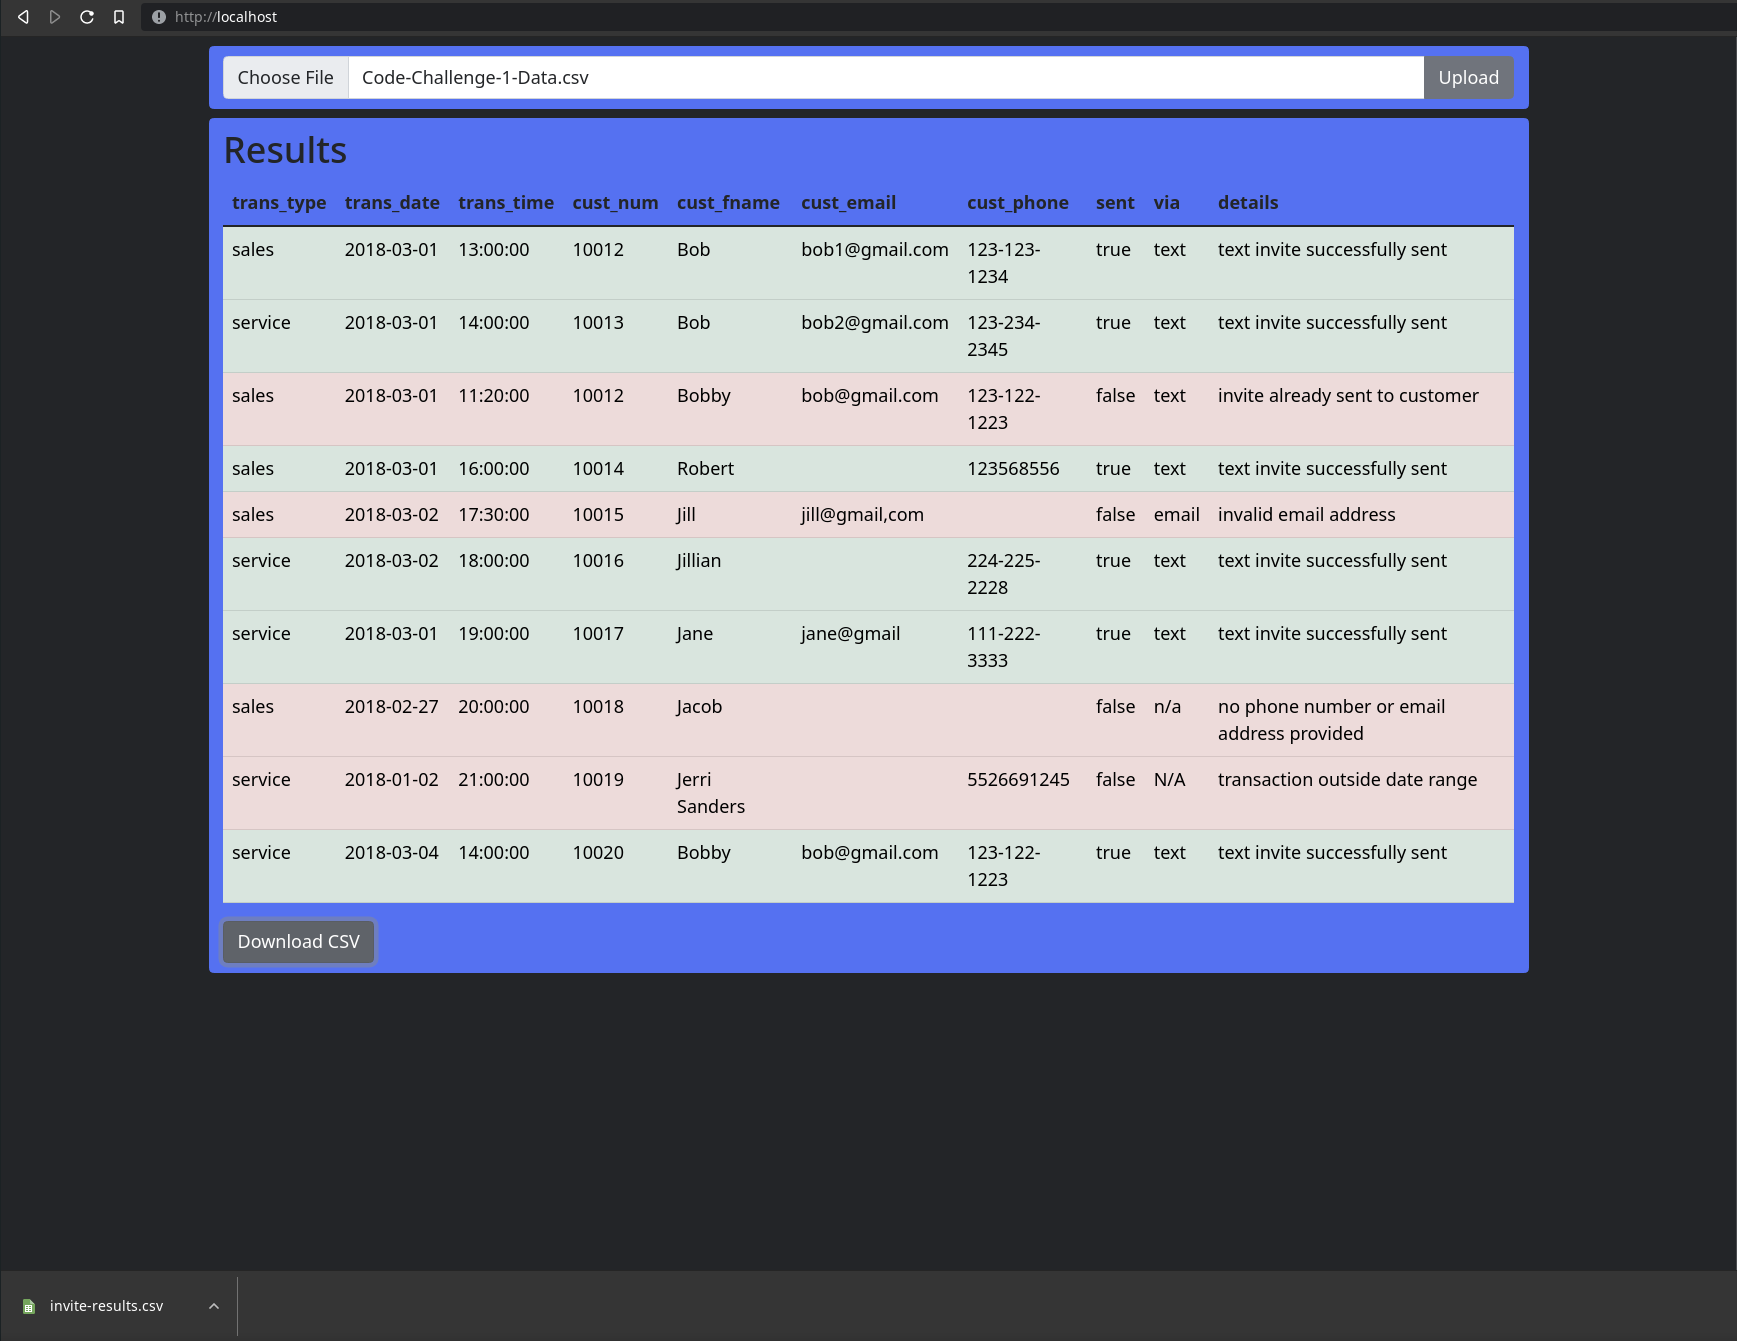 http://localhost
Choose File Code-Challenge-1-Data.csv Upload
Results
trans_type trans_date trans_time cust_num cust_fname cust_email cust_phone sent via details
sales 2018-03-01 13:00:00 10012 Bob bob1@gmail.com 123-123- true text text invite successfully sent
1234
service 2018-03-01 14:00:00 10013 Bob bob2@gmail.com 123-234- true text text invite successfully sent
2345
sales 2018-03-01 11:20:00 10012 Bobby bob@gmail.com 123-122- false text invite already sent to customer
1223
sales 2018-03-01 16:00:00 10014 Robert 123568556 true text text invite successfully sent
sales 2018-03-02 17:30:00 10015 Jill jill@gmail,com false email invalid email address
service 2018-03-02 18:00:00 10016 Jillian 224-225- true text text invite successfully sent
2228
service 2018-03-01 19:00:00 10017 Jane jane@gmail 111-222- true text text invite successfully sent
3333
sales 2018-02-27 20:00:00 10018 Jacob false n/a no phone number or email
address provided
service 2018-01-02 21:00:00 10019 Jerri 5526691245 false N/A transaction outside date range
Sanders
service 2018-03-04 14:00:00 10020 Bobby bob@gmail.com 123-122- true text text invite successfully sent
1223
Download CSV
invite-results.csv